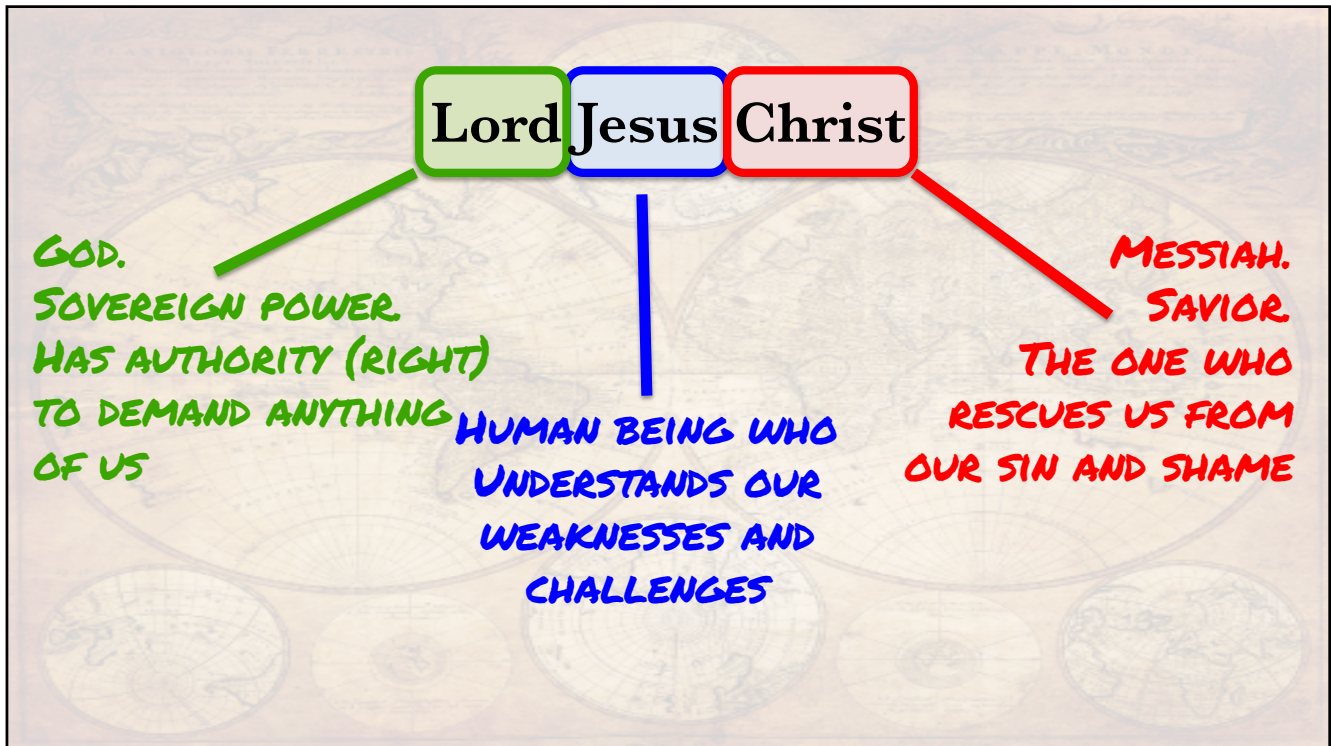 Lord Jesus Christ
God.
Sovereign power.
Has authority (right)
to demand anything
of us
Human being who
Understands our
weaknesses and
challenges
Messiah.
Savior.
The one who
rescues us from
our sin and shame